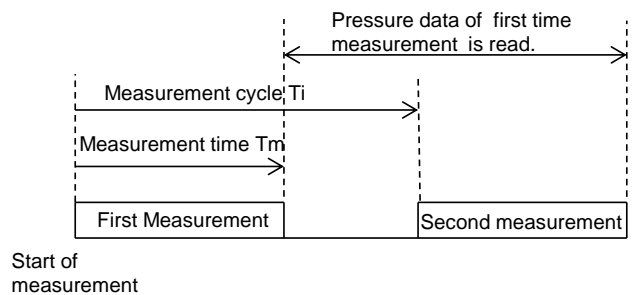 Pressure data of first time
measurement is read.
Measurement cycle Ti
Measurement time Tm
First Measurement
Second measurement
Start of
measurement